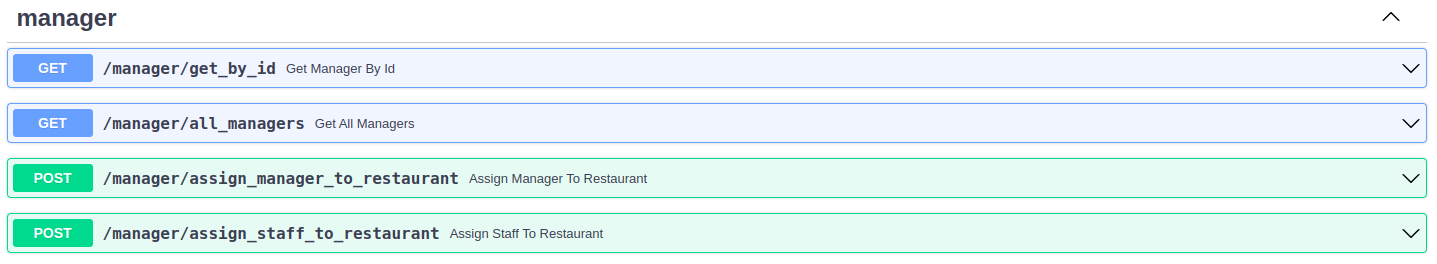 manager
GET /manager/get_by_id Get Manager By Id
GET /manager/all_managers Get All Managers
POST /manager/assign_manager_to_restaurant Assign Manager To Restaurant
POST /manager/assign_staff_to_restaurant Assign Staff To Restaurant